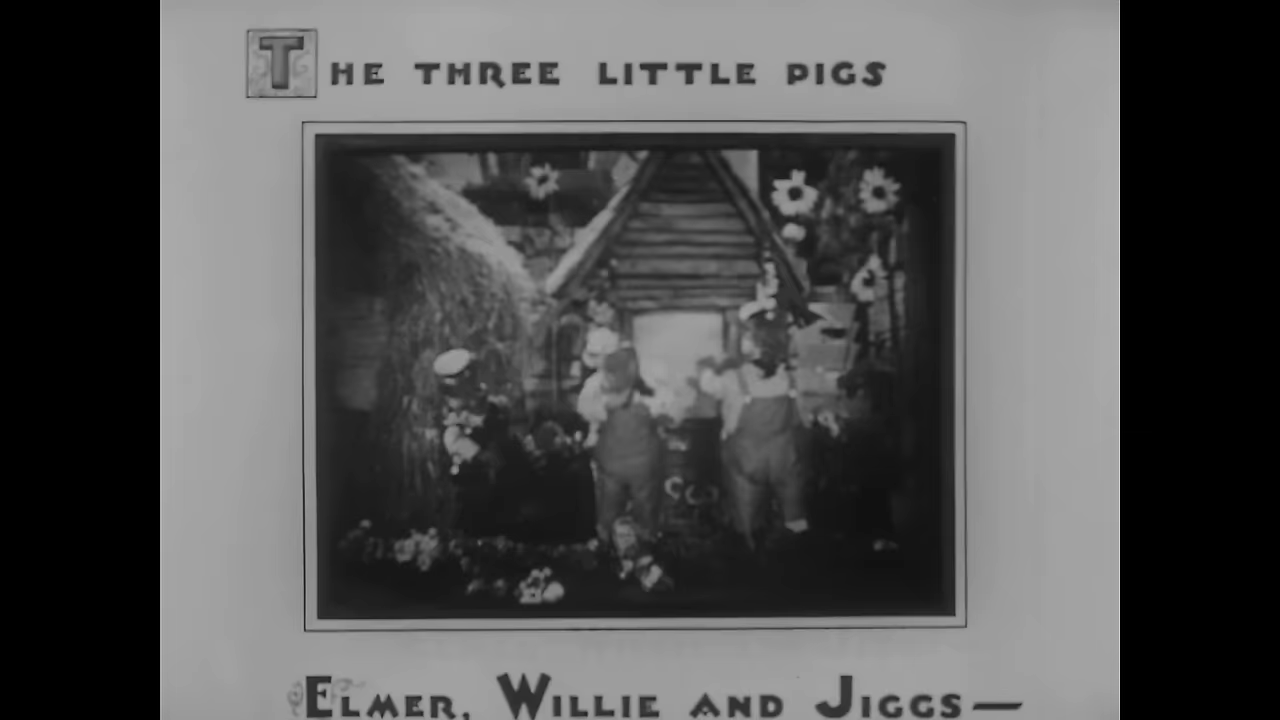 THE THREE LITTLE PIGS
ELMER, WILLIE AND JIGGS—